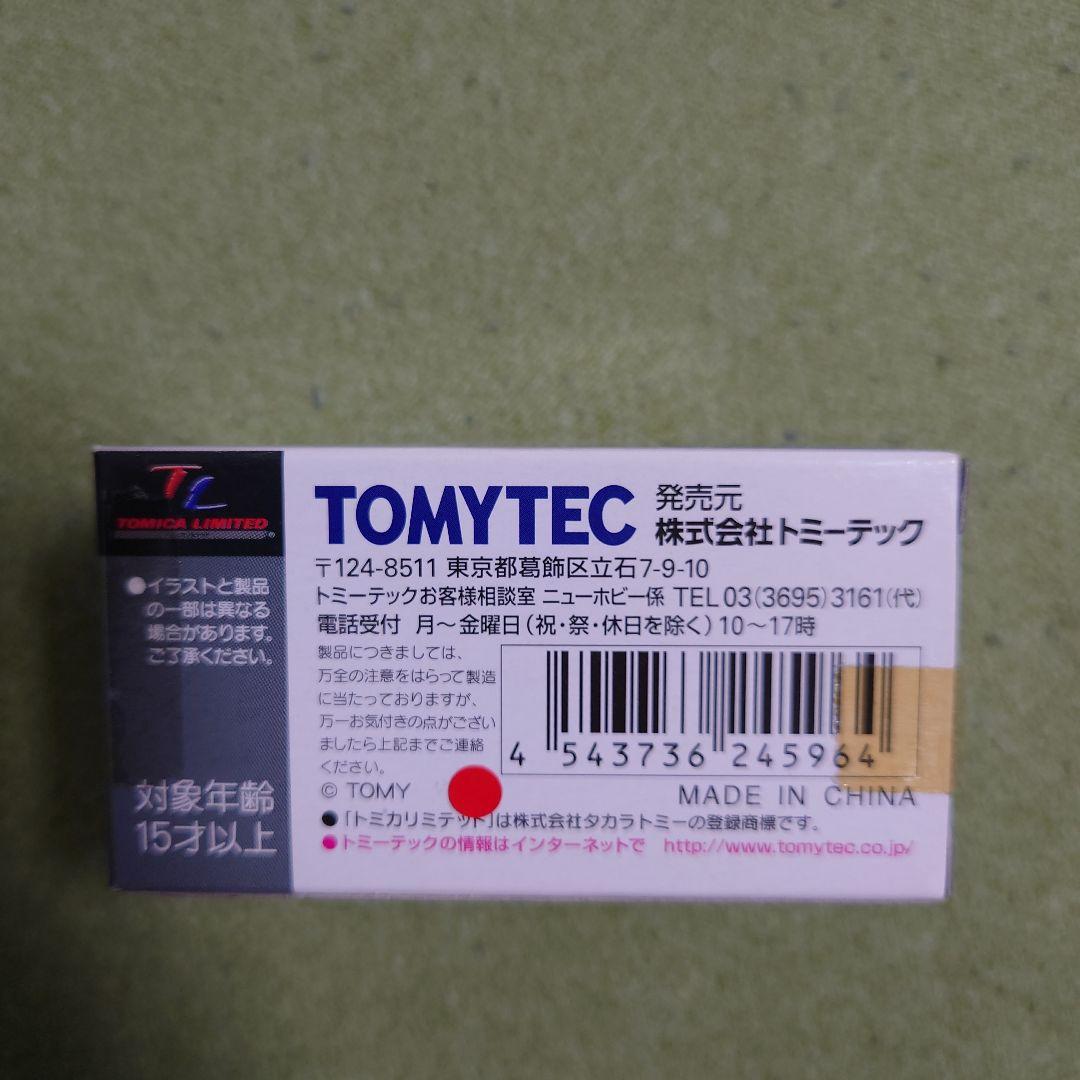 TL
TOMICA LIMITED
●イラストと製品
の一部は異なる
場合があります。
ご了承ください。
対象年齢
15才以上
TOMYTEC 発売元
株式会社トミーテック
〒124-8511 東京都葛飾区立石7-9-10
トミーテックお客様相談室 ニューホビー係 TEL 03(3695)3161(代)
電話受付 月〜金曜日(祝・祭・休日を除く)10〜17時
製品につきましては、
万全の注意をはらって製造
に当たっておりますが、
万一お気付きの点がござい
ましたら上記までご連絡
ください。
4 543736 245964
© TOMY
MADE IN CHINA
●「トミカリミテッド」は株式会社タカラトミーの登録商標です。
●トミーテックの情報はインターネットで http://www.tomytec.co.jp/